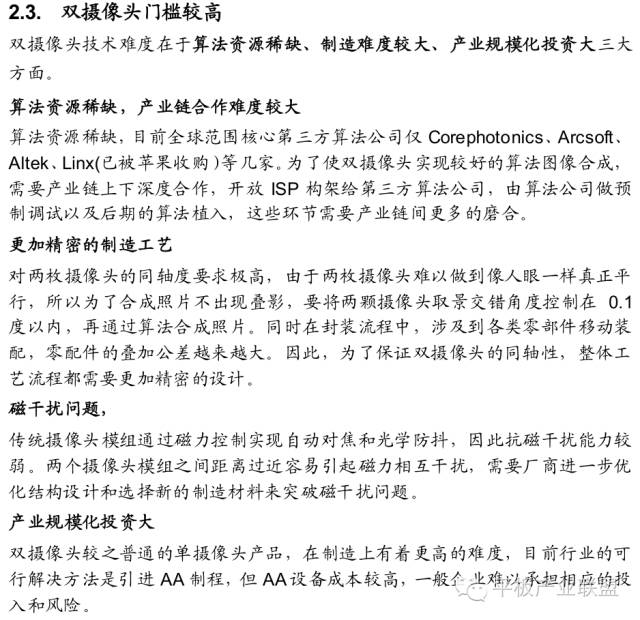 2.3. 双摄像头门槛较高
双摄像头技术难度在于算法资源稀缺、制造难度较大、产业规模化投资大三大
方面。
算法资源稀缺，产业链合作难度较大
算法资源稀缺，目前全球范围核心第三方算法公司仅 Corephotonics、Arcsoft、
Altek、Linx(已被苹果收购)等几家。为了使双摄像头实现较好的算法图像合成，
需要产业链上下深度合作，开放 ISP 构架给第三方算法公司，由算法公司做预
制调试以及后期的算法植入，这些环节需要产业链间更多的磨合。
更加精密的制造工艺
对两枚摄像头的同轴度要求极高，由于两枚摄像头难以做到像人眼一样真正平
行，所以为了合成照片不出现叠影，要将两颗摄像头取景交错角度控制在 0.1
度以内，再通过算法合成照片。同时在封装流程中，涉及到各类零部件移动装
配，零配件的叠加公差越来越大。因此，为了保证双摄像头的同轴性，整体工
艺流程都需要更加精密的设计。
磁干扰问题，
传统摄像头模组通过磁力控制实现自动对焦和光学防抖，因此抗磁干扰能力较
弱。两个摄像头模组之间距离过近容易引起磁力相互干扰，需要厂商进一步优
化结构设计和选择新的制造材料来突破磁干扰问题。
产业规模化投资大
双摄像头较之普通的单摄像头产品，在制造上有着更高的难度，目前行业的可
行解决方法是引进 AA 制程，但 AA 设备成本较高，一般企业难以承担相应的投
入和风险。
平板产业联盟